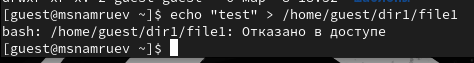 [guest@msnamruev ~]$ echo "test" > /home/guest/dir1/file1
bash: /home/guest/dir1/file1: Отказано в доступе
[guest@msnamruev ~]$